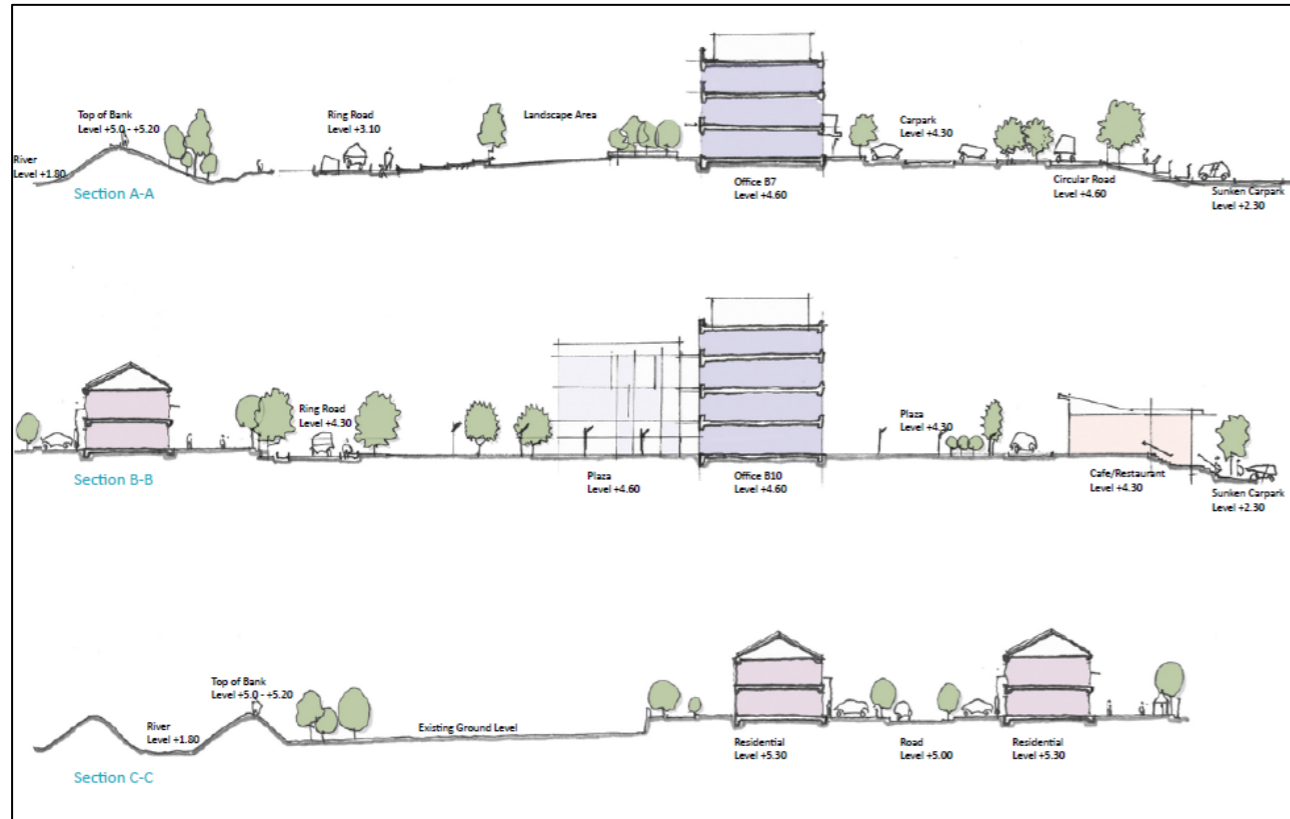 Top of Bank
Level +5.0 - +5.20
Ring Road
Level +3.10
Landscape Area
Carpark
Level +4.30
River
Level +1.80
Section A-A
Office B7
Level +4.60
Circular Road
Level +4.60
Sunken Carpark
Level +2.30
Ring Road
Level +4.30
Plaza
Level +4.30
Section B-B
Plaza
Level +4.60
Office B10
Level +4.60
Cafe/Restaurant
Level +4.30
Sunken Carpark
Level +2.30
Top of Bank
Level +5.0 - +5.20
River
Level +1.80
Existing Ground Level
Residential
Level +5.30
Road
Level +5.00
Residential
Level +5.30
Section C-C